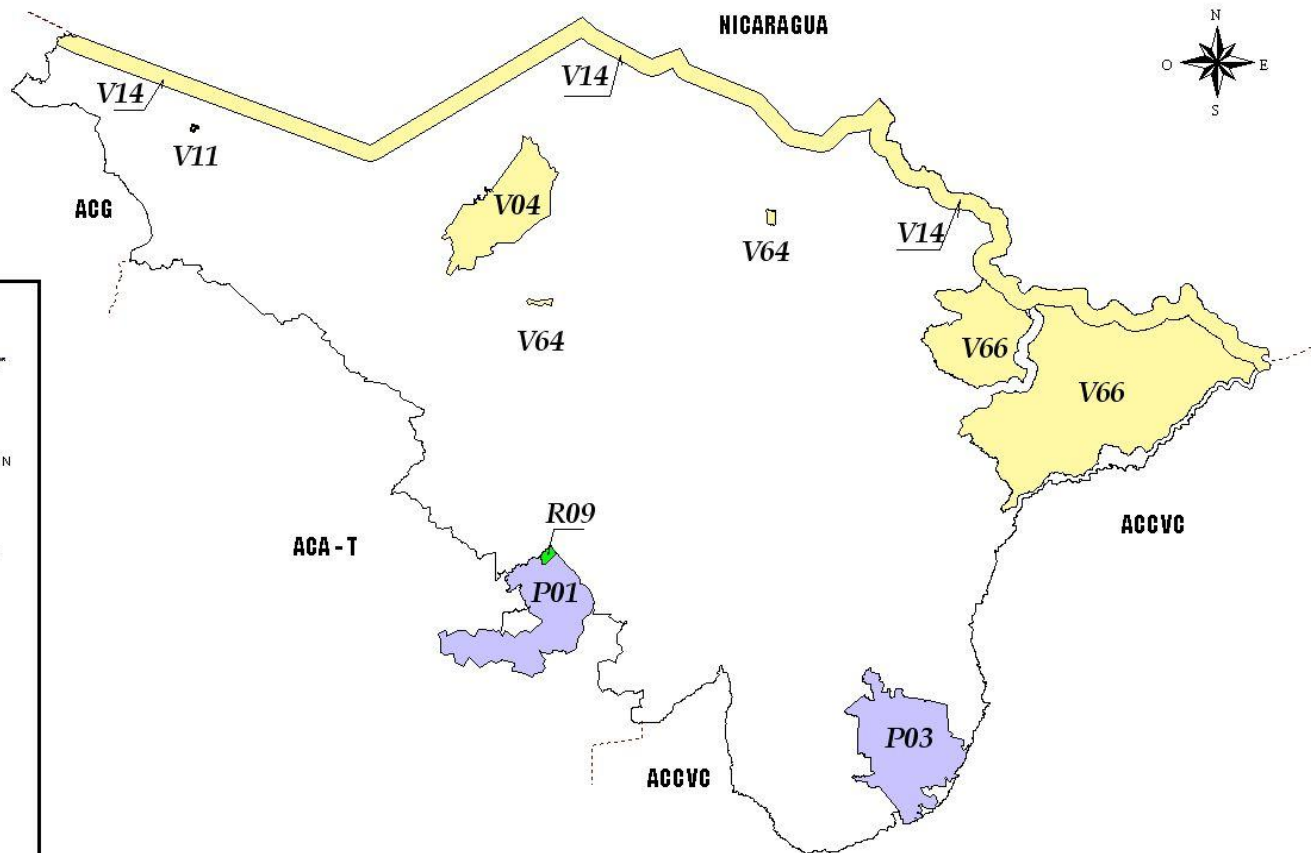 NICARAGUA
N
O
E
S
V14
V14
V11
ACG
V04
V64
V14
V64
V66
V66
N
R09
ACCVC
ACA - T
P01
P03
ACCVC